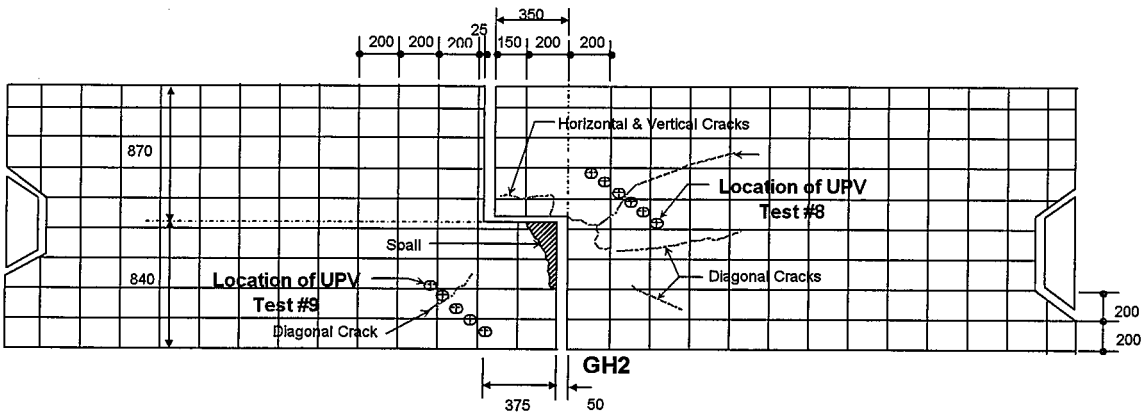 350
25
200 200 200 150 200 200
Horizontal & Vertical Cracks
870
Location of UPV
Test #8
Spall
840
Location of UPV
Test #9
Diagonal Cracks
Diagonal Crack
200
200
GH2
375 50